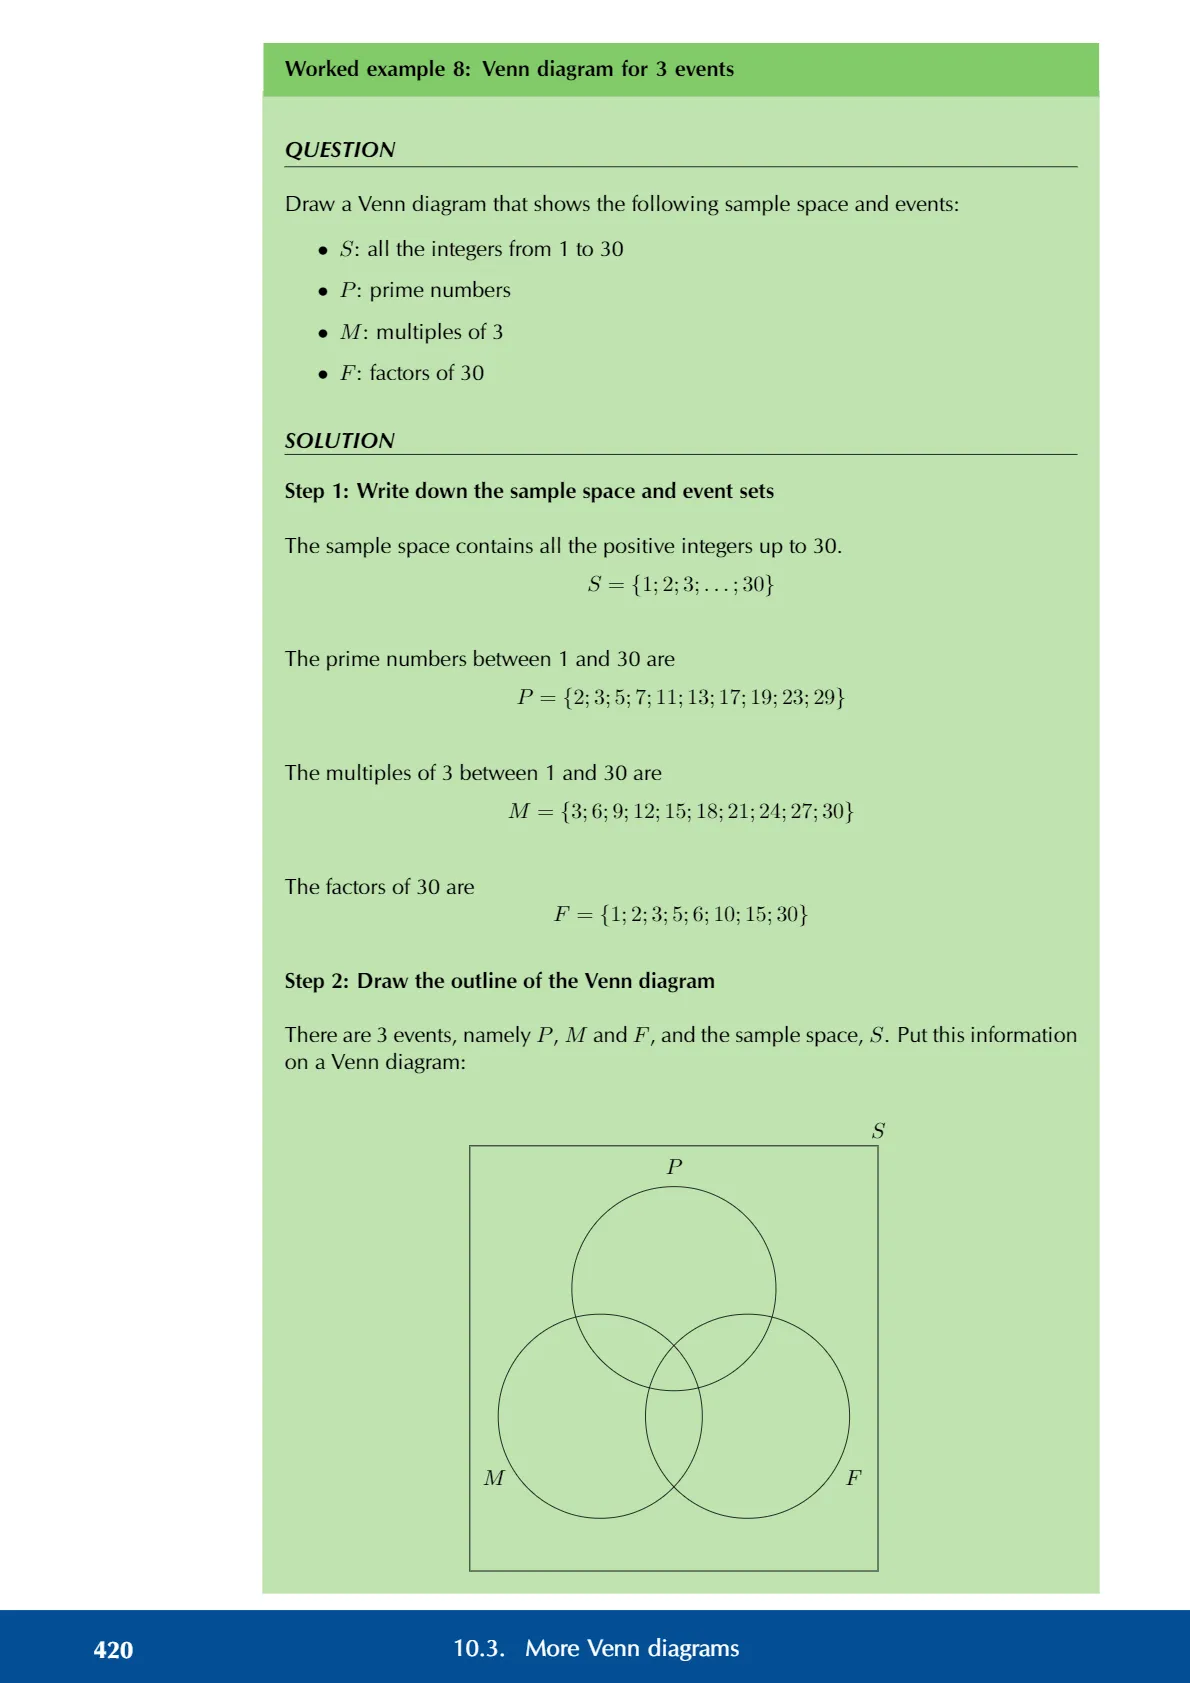 Worked example 8: Venn diagram for 3 events
QUESTION
Draw a Venn diagram that shows the following sample space and events:
• S: all the integers from 1 to 30
• P: prime numbers
• M: multiples of 3
• F: factors of 30
SOLUTION
Step 1: Write down the sample space and event sets
The sample space contains all the positive integers up to 30.
S = {1; 2; 3; . . . ; 30}
The prime numbers between 1 and 30 are
P = {2; 3; 5; 7; 11; 13; 17; 19; 23; 29}
The multiples of 3 between 1 and 30 are
M = {3; 6; 9; 12; 15; 18; 21; 24; 27; 30}
The factors of 30 are
F = {1; 2; 3; 5; 6; 10; 15; 30}
Step 2: Draw the outline of the Venn diagram
There are 3 events, namely P, M and F, and the sample space, S. Put this information
on a Venn diagram:
S
P
M
F
420
10.3. More Venn diagrams